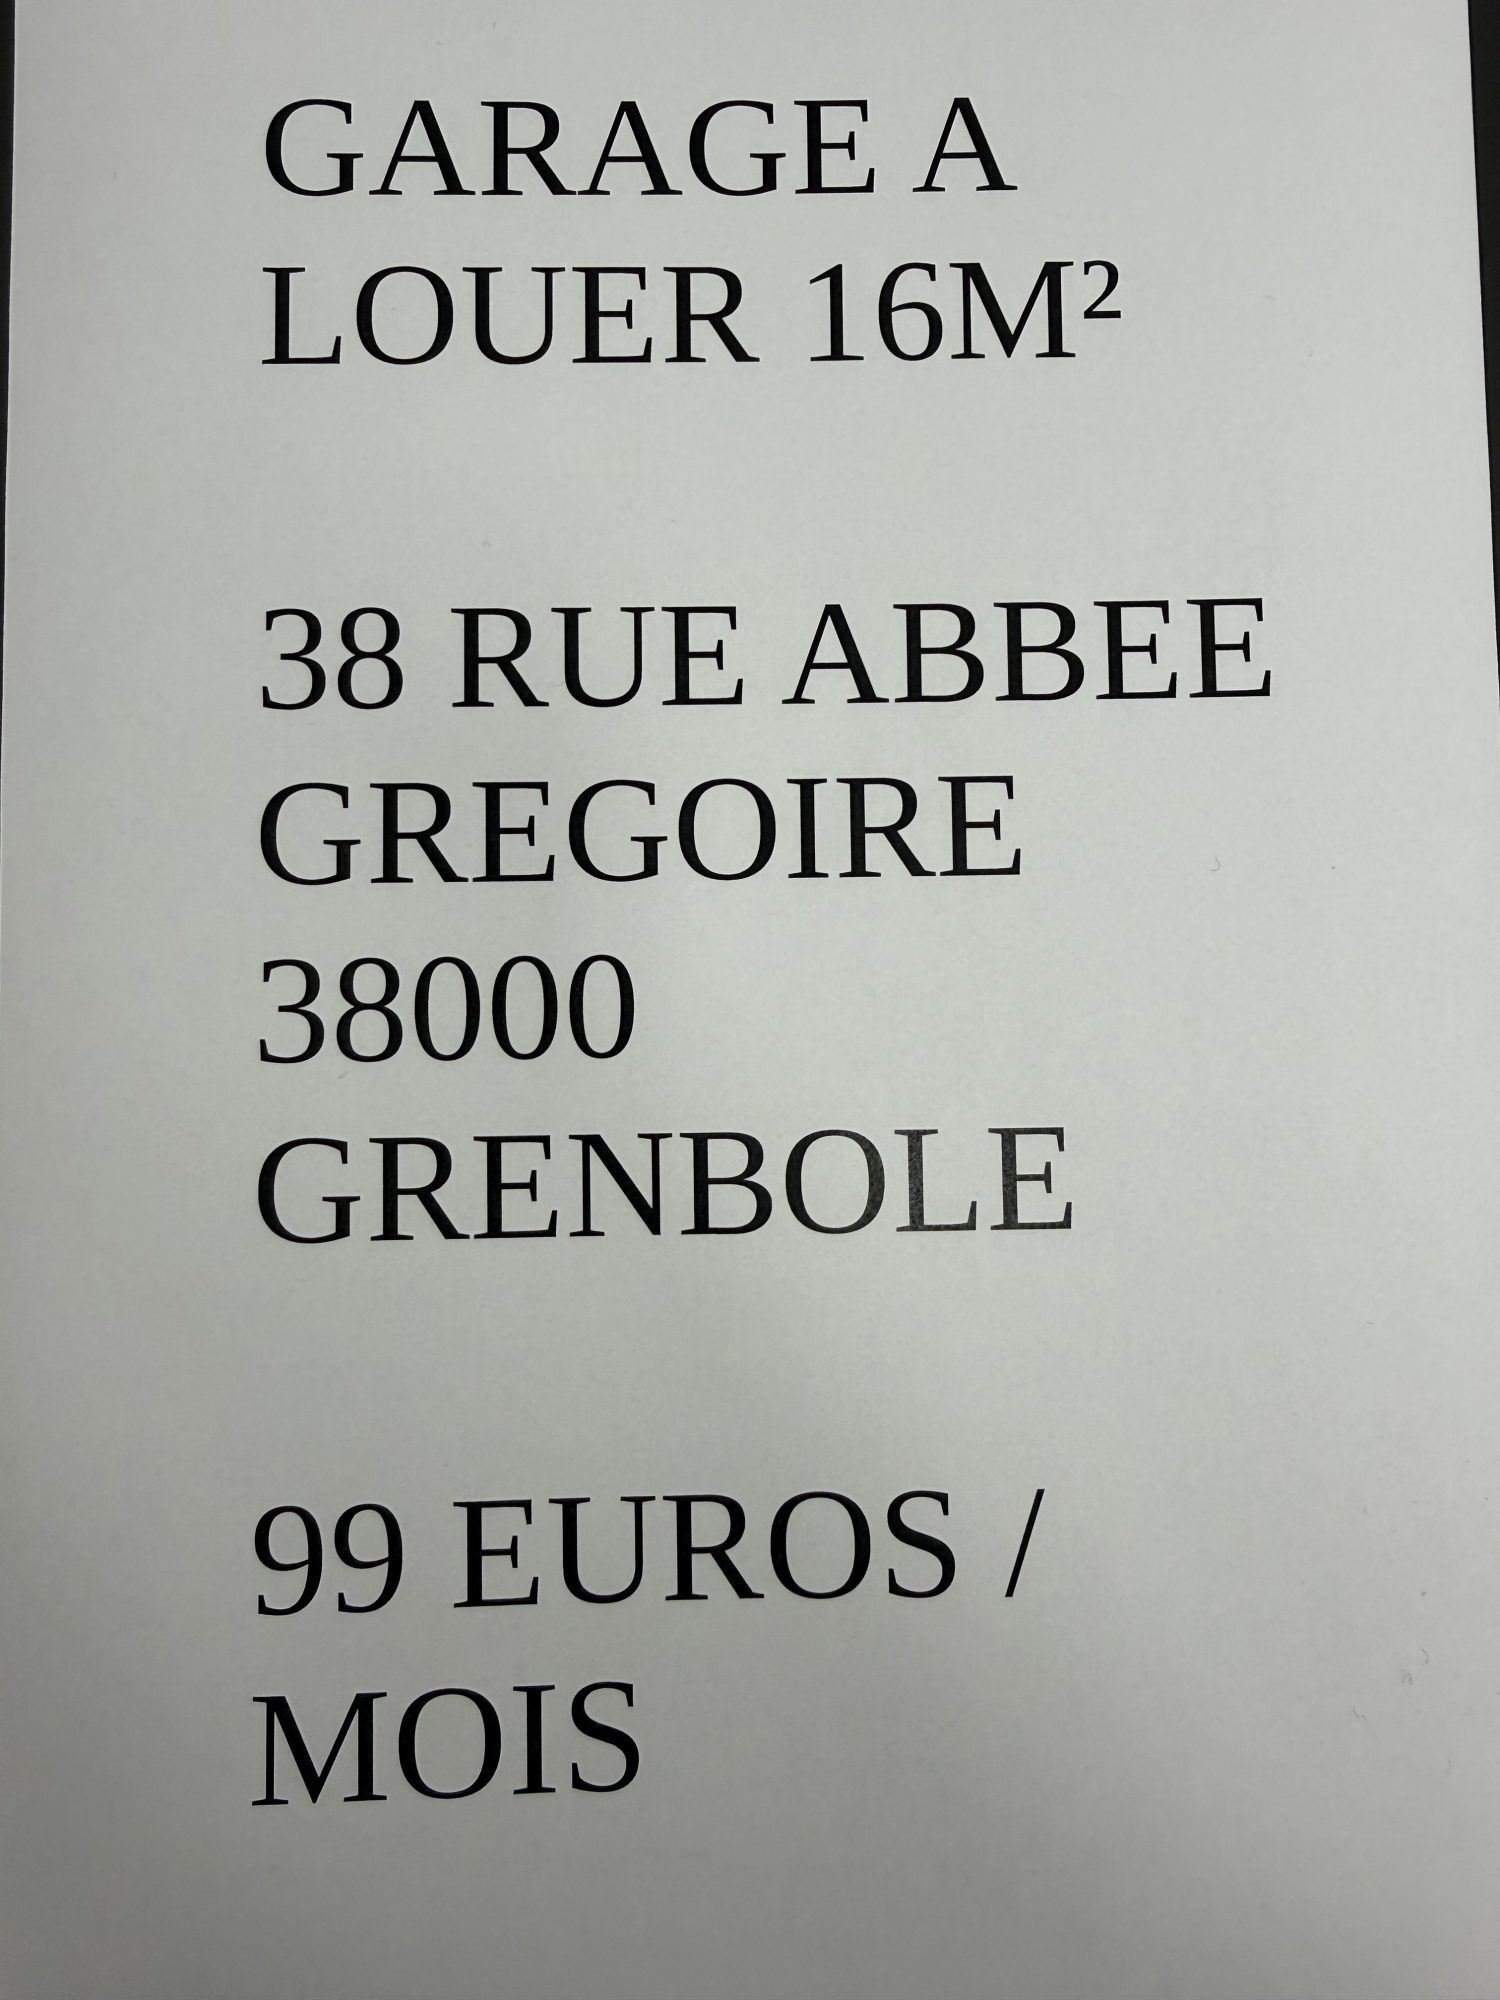 GARAGE A
LOUER 16M²
38 RUE ABBEE
GREGOIRE
38000
GRENBOLE
99 EUROS /
MOIS